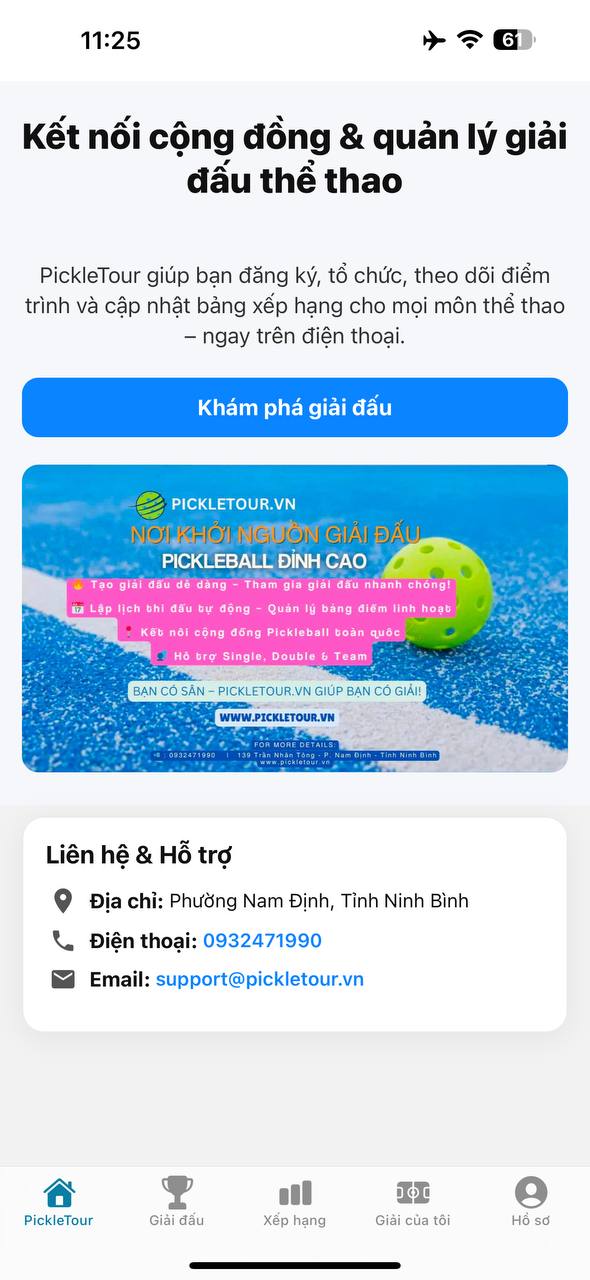 11:25
61
Kết nối cộng đồng & quản lý giải
đấu thể thao
PickleTour giúp bạn đăng ký, tổ chức, theo dõi điểm
trình và cập nhật bảng xếp hạng cho mọi môn thể thao
– ngay trên điện thoại.
Khám phá giải đấu
PICKLETOUR.VN
NƠI KHỞI NGUỒN GIẢI ĐẤU
PICKLEBALL ĐỈNH CAO
Tạo giải đấu dễ dàng – Tham gia giải đấu nhanh chóng!
Lập lịch thi đấu tự động – Quản lý bảng điểm linh hoạt
Kết nối cộng đồng Pickleball toàn quốc
Hỗ trợ Single, Double & Team
BẠN CÓ SÂN – PICKLETOUR.VN GIÚP BẠN CÓ GIẢI!
WWW.PICKLETOUR.VN
FOR MORE DETAILS:
: 0932471990 | 139 Trần Nhân Tông - P. Nam Định - Tỉnh Ninh Bình
www.pickletour.vn
Liên hệ & Hỗ trợ
Địa chỉ: Phường Nam Định, Tỉnh Ninh Bình
Điện thoại: 0932471990
Email: support@pickletour.vn
PickleTour
Giải đấu
Xếp hạng
Giải của tôi
Hồ sơ